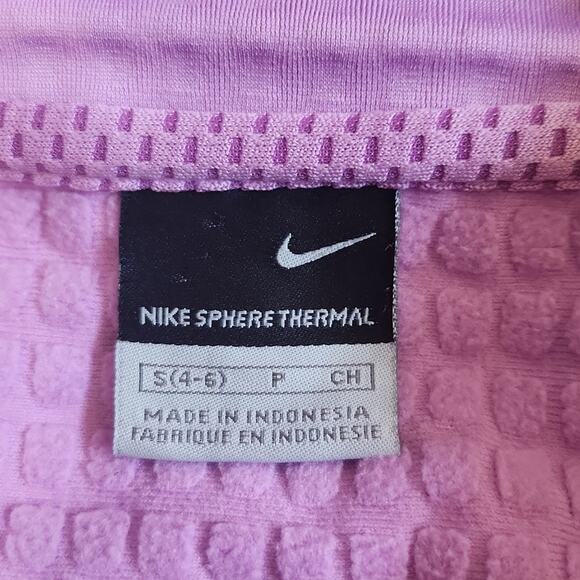 NIKE SPHERE THERMAL
S(4-6) P CH
MADE IN INDONESIA
FABRIQUE EN INDONESIE